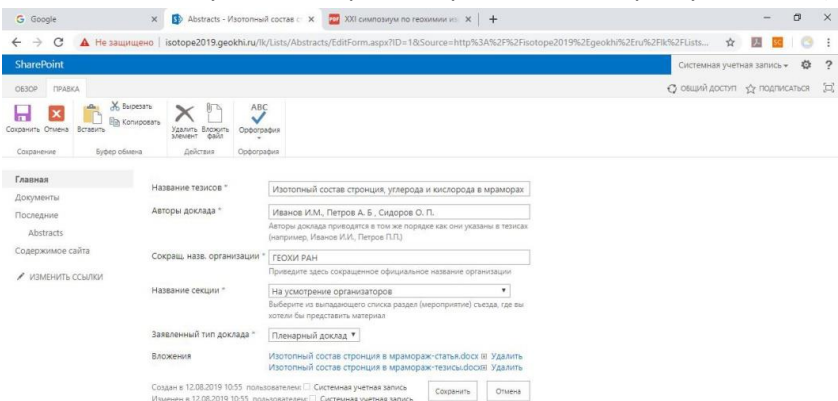 Google
Abstracts - Изотопный состав с
XXI симпозиум по геохимии из
Не защищено | isotope2019.geokhi.ru/lk/Lists/Abstracts/EditForm.aspx?ID=1&Source=http%3A%2F%2Fisotope2019%2Egeokhi%2Eru%2Flk%2FLists...
SharePoint
Системная учетная запись
ОБЗОР ПРАВКА
ОБЩИЙ ДОСТУП ПОДПИСАТЬСЯ
Вырезать
Копировать
ABC
Сохранить Отмена Вставить Удалить элемент Вложить файл Орфография
Сохранение Буфер обмена Действия Орфография
Главная
Документы
Последние
Abstracts
Содержимое сайта
ИЗМЕНИТЬ ССЫЛКИ
Название тезисов * Изотопный состав стронция, углерода и кислорода в мраморах
Авторы доклада * Иванов И.М., Петров А. Б , Сидоров О. П.
Авторы доклада приводятся в том же порядке как они указаны в тезисах
(например, Иванов И.И., Петров П.П.)
Сокращ. назв. организации * ГЕОХИ РАН
Приведите здесь сокращенное официальное название организации
Название секции * На усмотрение организаторов
Выберите из выпадающего списка раздел (мероприятие) съезда, где вы
хотели бы представить материал
Заявленный тип доклада * Пленарный доклад
Вложения Изотопный состав стронция в мрамораж-статья.docx Удалить
Изотопный состав стронция в мрамораж-тезисы.docx Удалить
Создан в 12.08.2019 10:55 пользователем: Системная учетная запись
Изменен в 12.08.2019 10:55 пользователем: Системная учетная запись
Сохранить Отмена